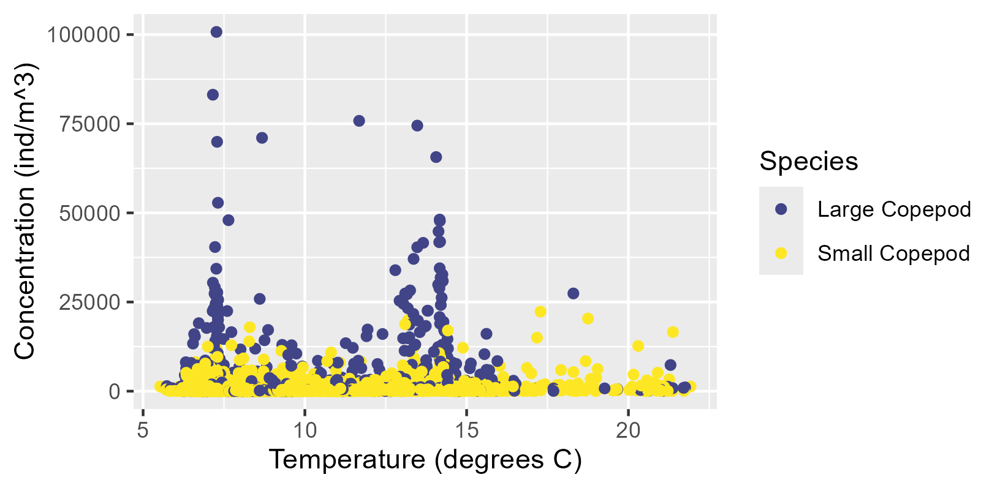 Concentration (ind/m^3)
100000
75000
50000
25000
0
5 10 15 20
Temperature (degrees C)
Species
Large Copepod
Small Copepod